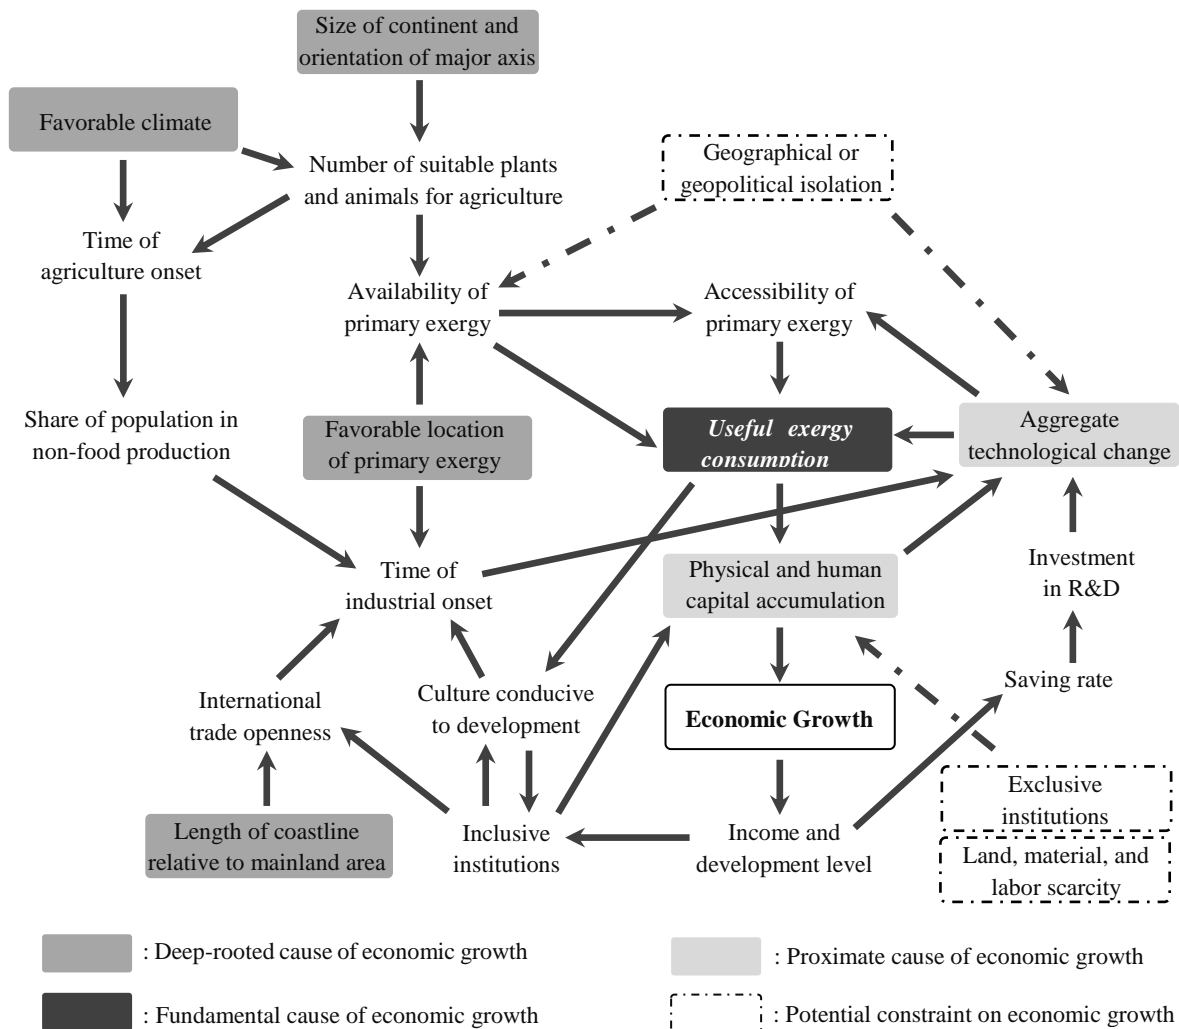 Size of continent and
orientation of major axis
Favorable climate
Number of suitable plants
and animals for agriculture
Geographical or
geopolitical isolation
Time of
agriculture onset
Availability of
primary exergy
Accessibility of
primary exergy
Share of population in
non-food production
Favorable location
of primary exergy
Useful exergy
consumption
Aggregate
technological change
Time of
industrial onset
Physical and human
capital accumulation
Investment
in R&D
International
trade openness
Culture conducive
to development
Economic Growth
Saving rate
Length of coastline
relative to mainland area
Inclusive
institutions
Income and
development level
Exclusive
institutions
Land, material, and
labor scarcity
: Deep-rooted cause of economic growth
: Proximate cause of economic growth
: Fundamental cause of economic growth
: Potential constraint on economic growth